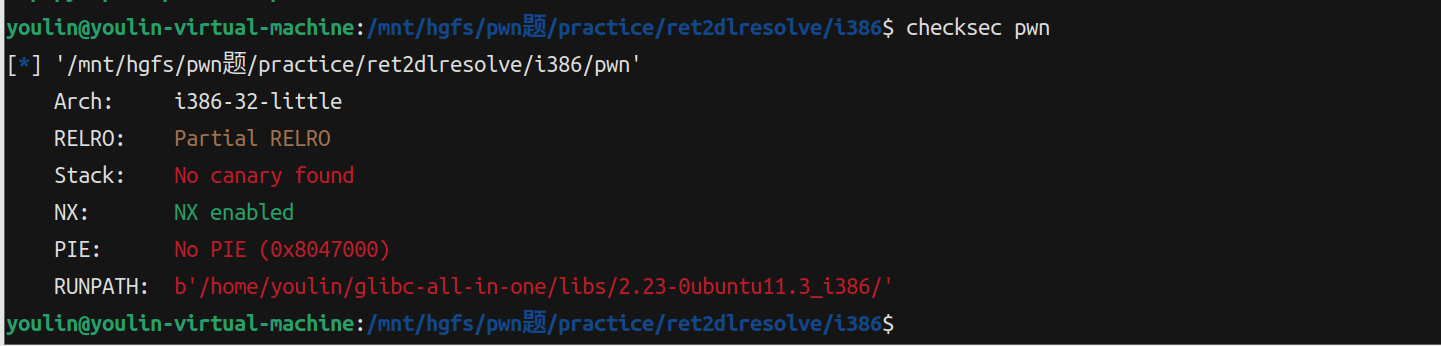 youlin@youlin-virtual-machine:/mnt/hgfs/pwn题/practice/ret2dlresolve/i386$ checksec pwn
[*] '/mnt/hgfs/pwn题/practice/ret2dlresolve/i386/pwn'
Arch: i386-32-little
RELRO: Partial RELRO
Stack: No canary found
NX: NX enabled
PIE: No PIE (0x8047000)
RUNPATH: b'/home/youlin/glibc-all-in-one/libs/2.23-0ubuntu11.3_i386/'
youlin@youlin-virtual-machine:/mnt/hgfs/pwn题/practice/ret2dlresolve/i386$